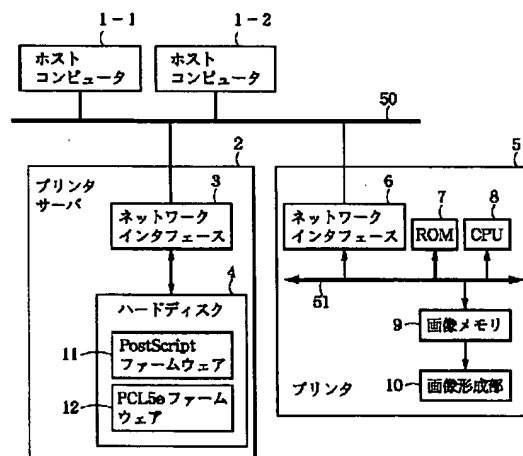 1-1
1-2
ホスト
コンピュータ
ホスト
コンピュータ
50
2
プリンタ
サーバ
3
ネットワーク
インタフェース
4
ハードディスク
11
PostScript
ファームウェア
12
PCL5eファーム
ウェア
5
6
ネットワーク
インタフェース
7
ROM
8
CPU
51
9
画像メモリ
プリンタ
10
画像形成部